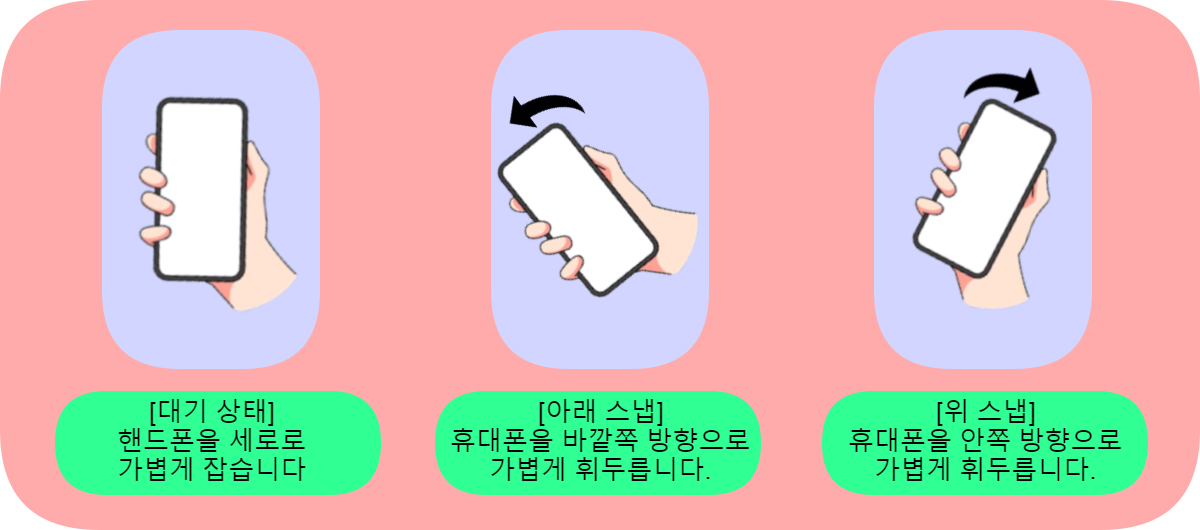 [대기 상태]
핸드폰을 세로로
가볍게 잡습니다
[아래 스냅]
휴대폰을 바깥쪽 방향으로
가볍게 휘두릅니다.
[위 스냅]
휴대폰을 안쪽 방향으로
가볍게 휘두릅니다.